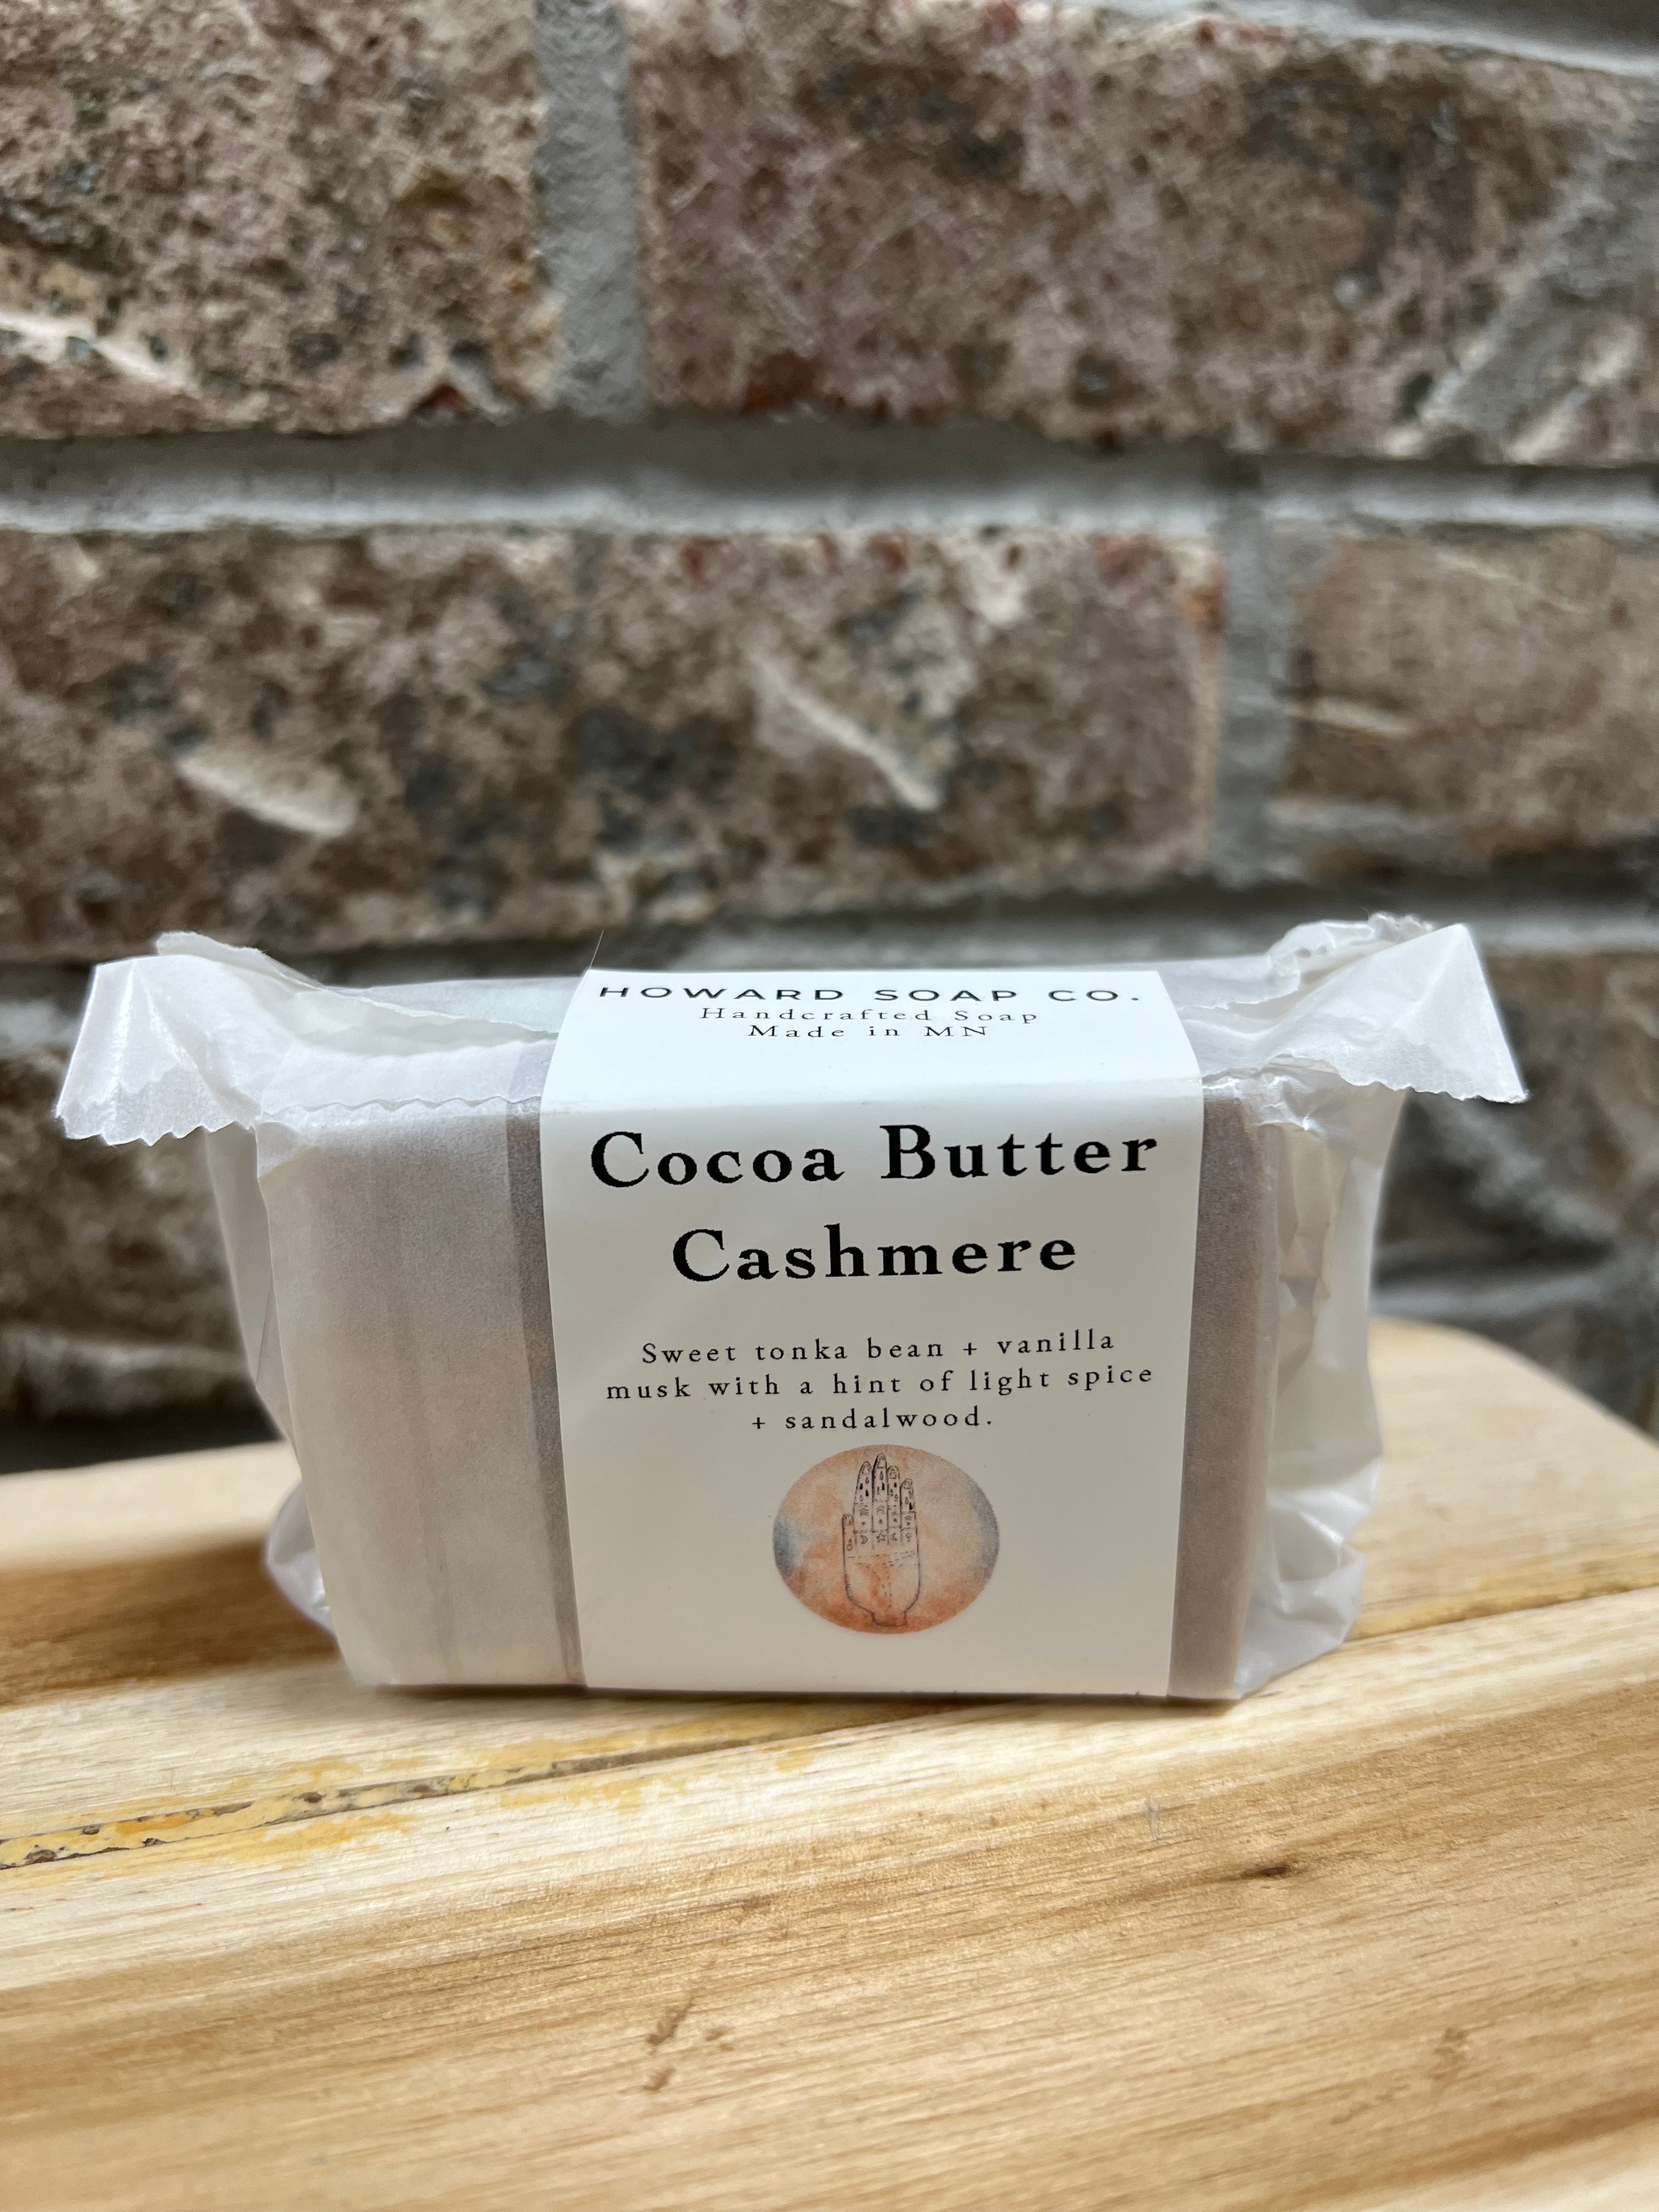 HOWARD SOAP CO.
Handcrafted Soap
Made in MN
Cocoa Butter
Cashmere
Sweet tonka bean + vanilla
musk with a hint of light spice
+ sandalwood.